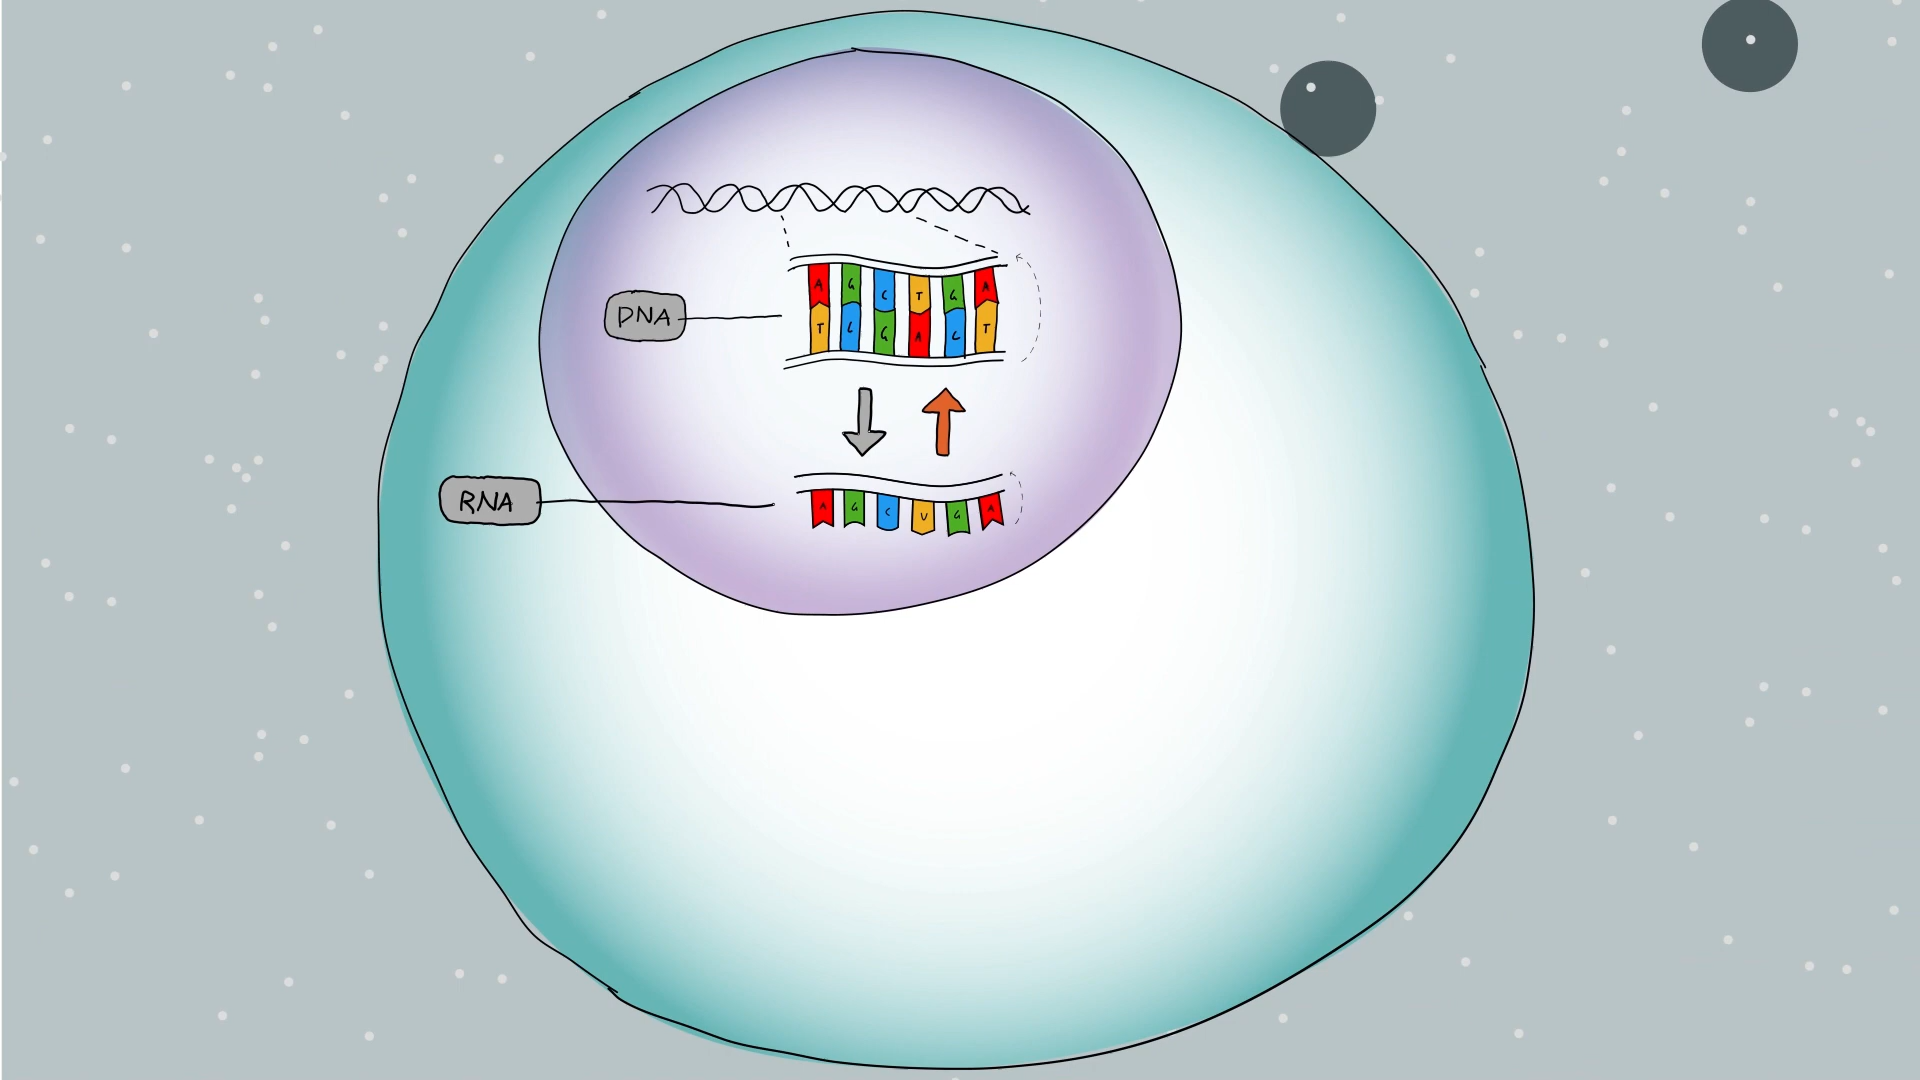 A G C T G A
DNA
T C G A C T
RNA
A G C U G A